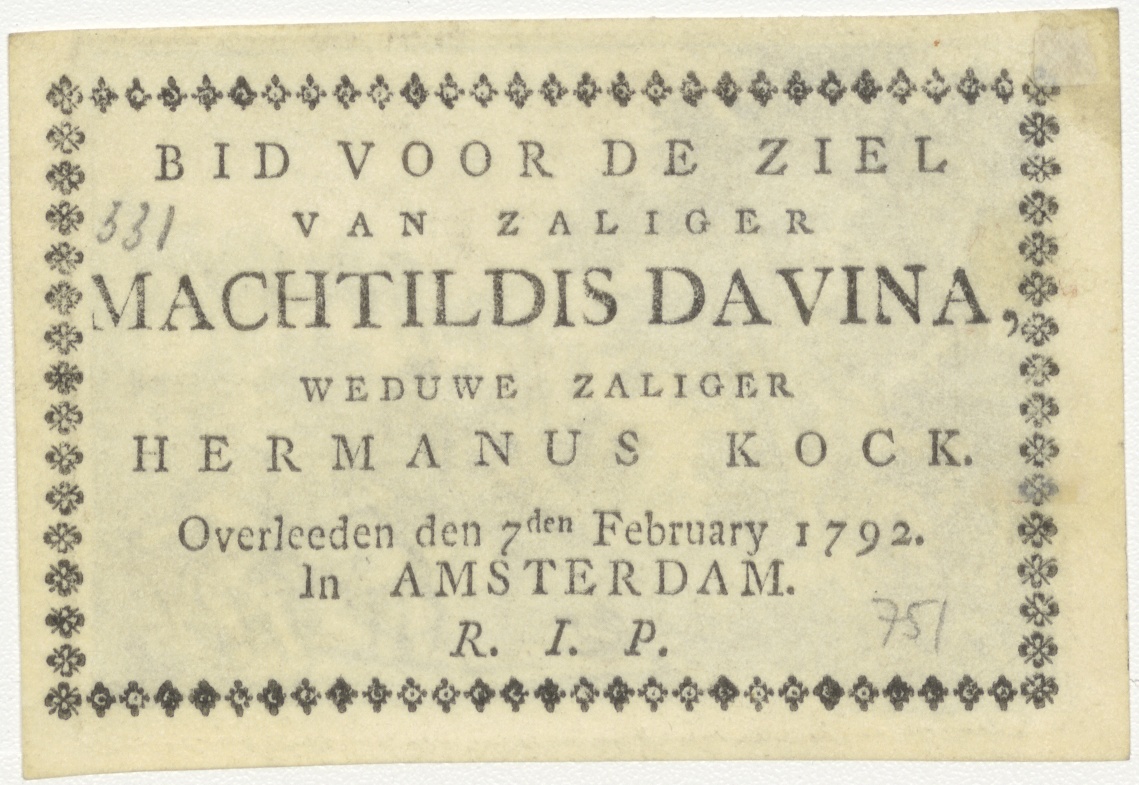 BID VOOR DE ZIEL
VAN ZALIGER
331
MACHTILDIS DAVINA,
WEDUWE ZALIGER
HERMANUS KOCK.
Overleeden den 7den February 1792.
In AMSTERDAM.
R. I. P.
751